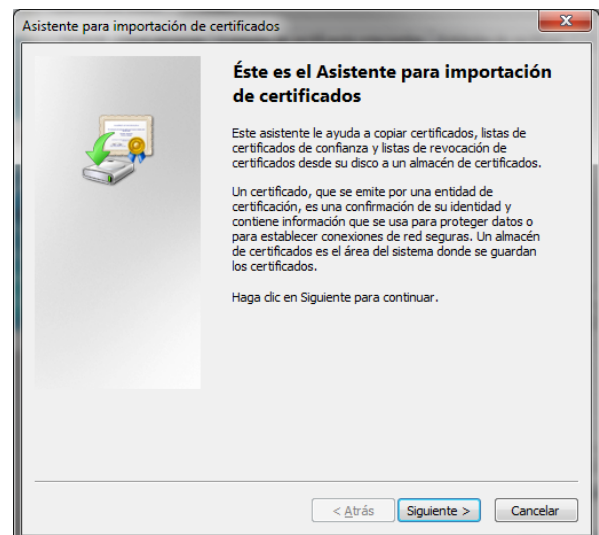 Asistente para importación de certificados
Éste es el Asistente para importación
de certificados
Este asistente le ayuda a copiar certificados, listas de
certificados de confianza y listas de revocación de
certificados desde su disco a un almacén de certificados.
Un certificado, que se emite por una entidad de
certificación, es una confirmación de su identidad y
contiene información que se usa para proteger datos o
para establecer conexiones de red seguras. Un almacén
de certificados es el área del sistema donde se guardan
los certificados.
Haga clic en Siguiente para continuar.
< Atrás Siguiente > Cancelar